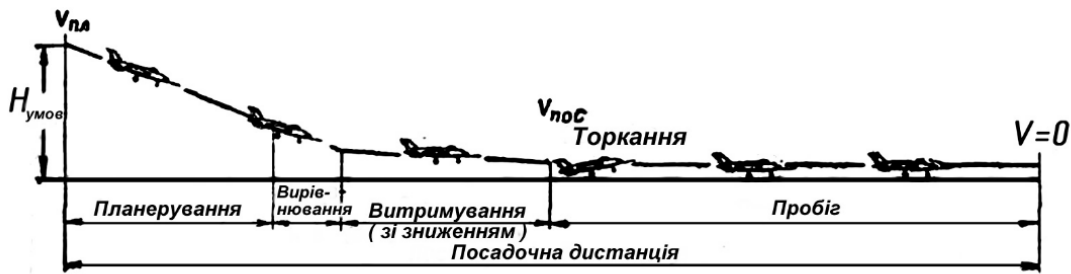 Vпл
Hумов
Vпос
Торкання
V=0
Планерування
Вирів-
нювання
Витримування
( зі зниженням )
Пробіг
Посадочна дистанція